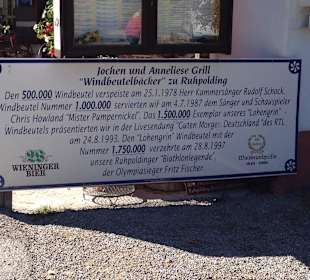 Jochen und Anneliese Grill
"Windbeutelbäcker" zu Ruhpolding
Den 500.000 Windbeutel verspeiste am 25.1.1978 Herr Kammersänger Rudolf Schock,
Windbeutel Nummer 1.000.000 servierten wir am 4.7.1987 dem Sänger und Schauspieler
Chris Howland "Mister Pumpernickel". Das 1.500.000 Exemplar unseres "Lohengrin" -
Windbeutels präsentierten wir in der Livesendung "Guten Morgen Deutschland" des RTL
am 24.8.1993. Den "Lohengrin" Windbeutel mit der
Nummer 1.750.000 verzehrte am 28.8.1997
unsere Ruhpoldinger "Biathlonlegende",
der Olympiasieger Fritz Fischer
WIENINGER
BIER